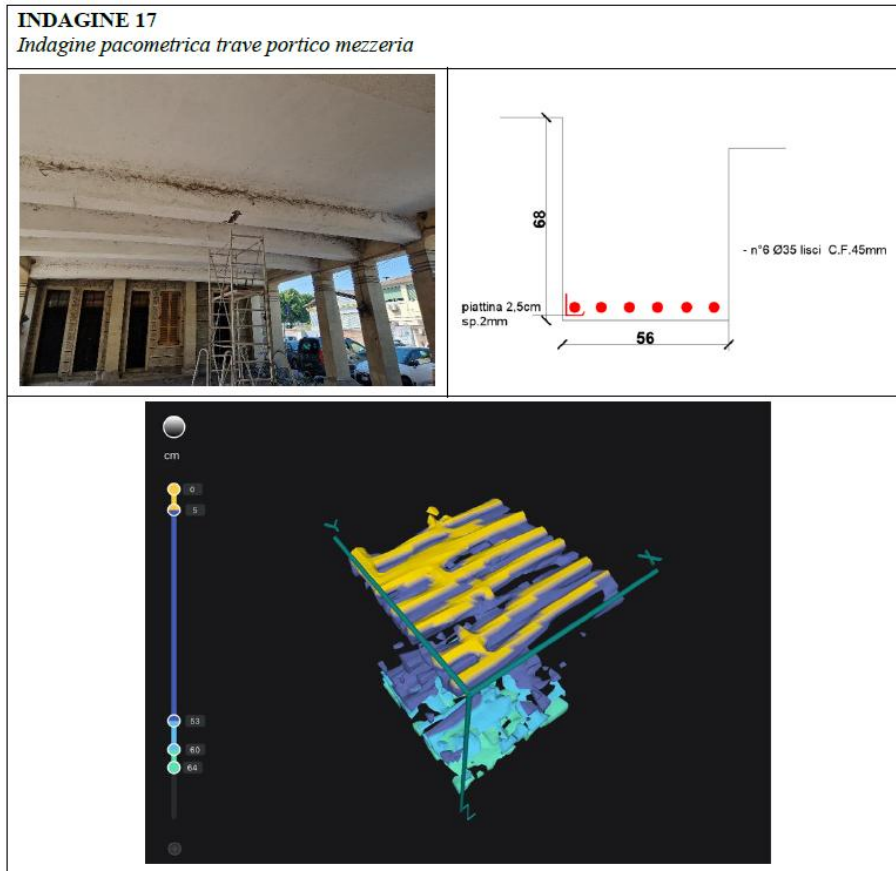 INDAGINE 17
Indagine pacometrica trave portico mezzeria
68
- n°6 Ø35 lisci C.F.45mm
piattina 2,5cm
sp.2mm
56
cm
0
5
53
60
64
Y
X
Z